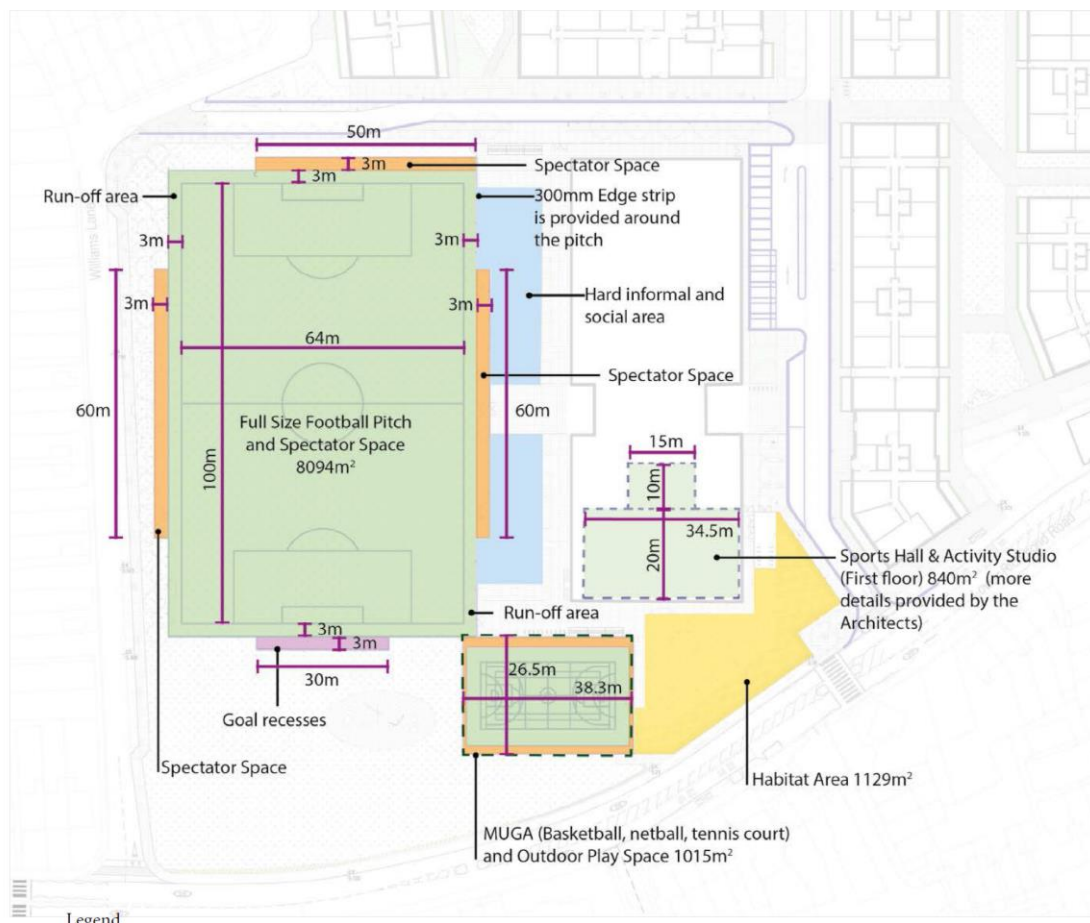 50m
3m
Spectator Space
3m
Run-off area
300mm Edge strip
is provided around
the pitch
3m
3m
Williams Lane
Hard informal and
social area
3m
3m
64m
Spectator Space
60m
60m
Full Size Football Pitch
and Spectator Space
8094m²
100m
15m
10m
34.5m
20m
Sports Hall & Activity Studio
(First floor) 840m² (more
details provided by the
Architects)
Run-off area
3m
3m
26.5m
38.3m
30m
Goal recesses
Spectator Space
Habitat Area 1129m²
MUGA (Basketball, netball, tennis court)
and Outdoor Play Space 1015m²
Legend